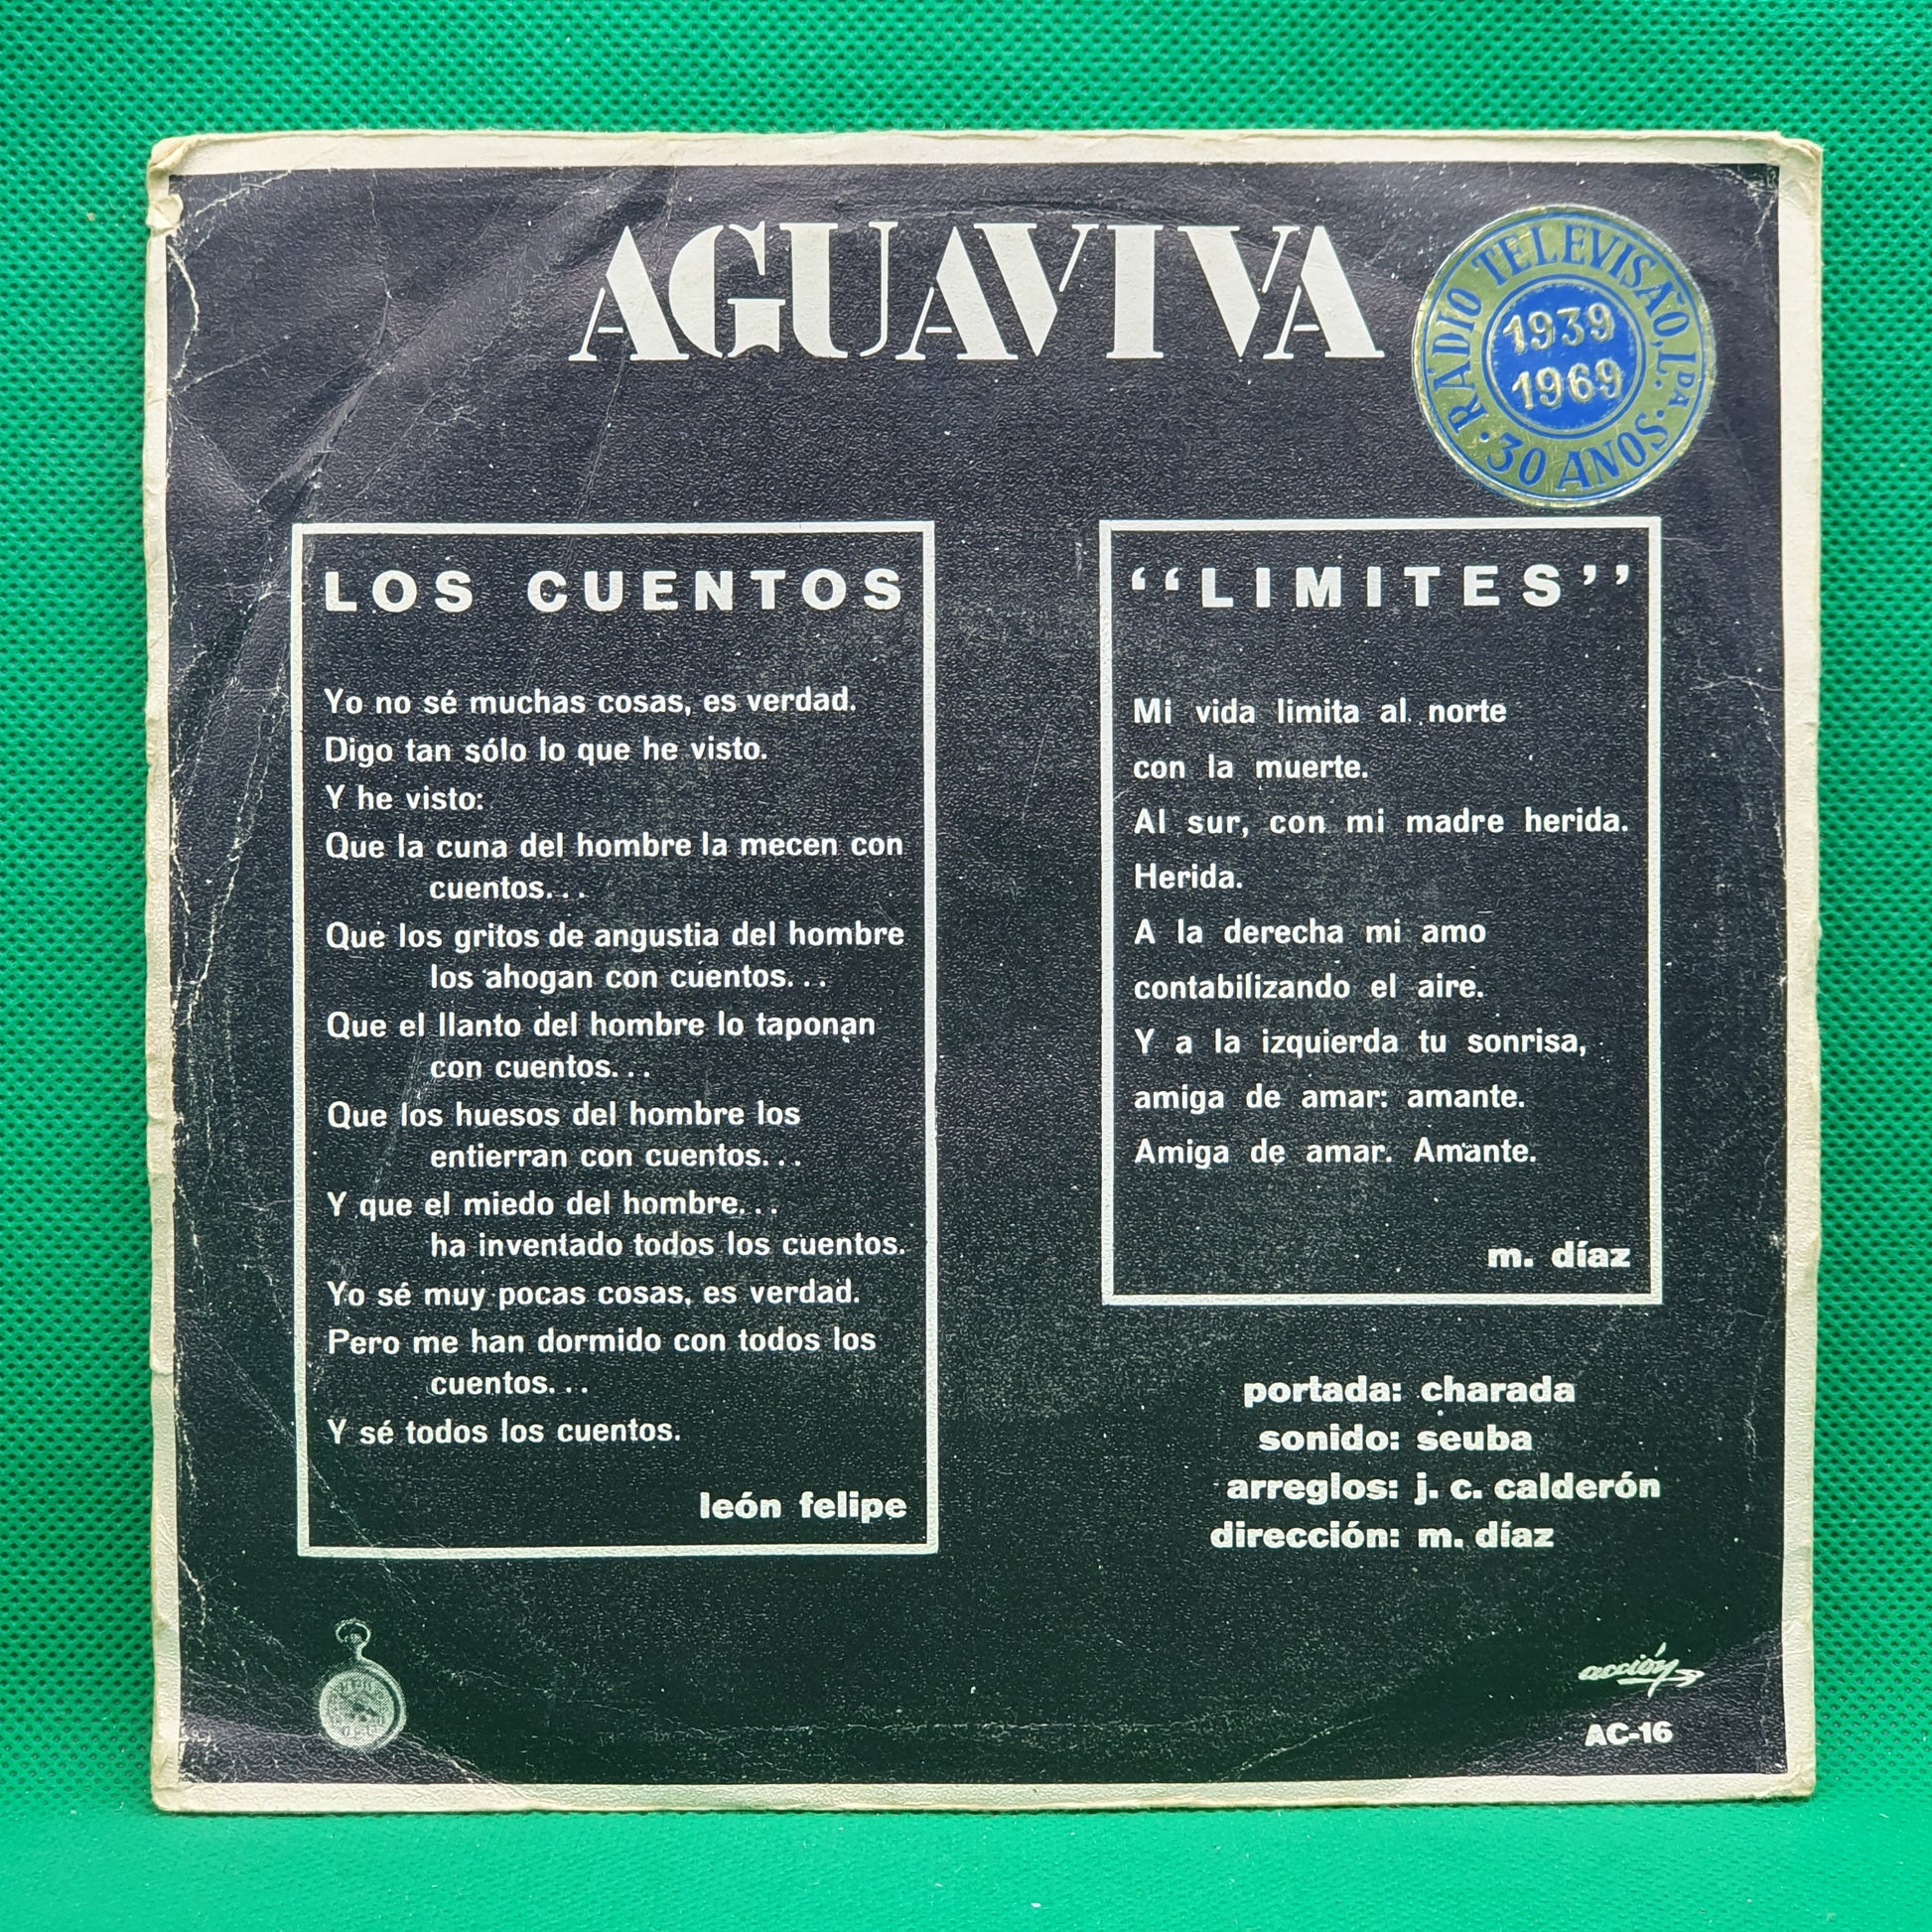 AGUAVIVA
RÁDIO TELEVISÃO, LDA. · 30 ANOS ·
1939
1969
LOS CUENTOS
Yo no sé muchas cosas, es verdad.
Digo tan sólo lo que he visto.
Y he visto:
Que la cuna del hombre la mecen con
cuentos...
Que los gritos de angustia del hombre
los ahogan con cuentos...
Que el llanto del hombre lo taponan
con cuentos...
Que los huesos del hombre los
entierran con cuentos...
Y que el miedo del hombre...
ha inventado todos los cuentos.
Yo sé muy pocas cosas, es verdad.
Pero me han dormido con todos los
cuentos...
Y sé todos los cuentos.
león felipe
‘‘LIMITES’’
Mi vida limita al norte
con la muerte.
Al sur, con mi madre herida.
Herida.
A la derecha mi amo
contabilizando el aire.
Y a la izquierda tu sonrisa,
amiga de amar: amante.
Amiga de amar. Amante.
m. díaz
portada: charada
sonido: seuba
arreglos: j. c. calderón
dirección: m. díaz
acción
AC-16